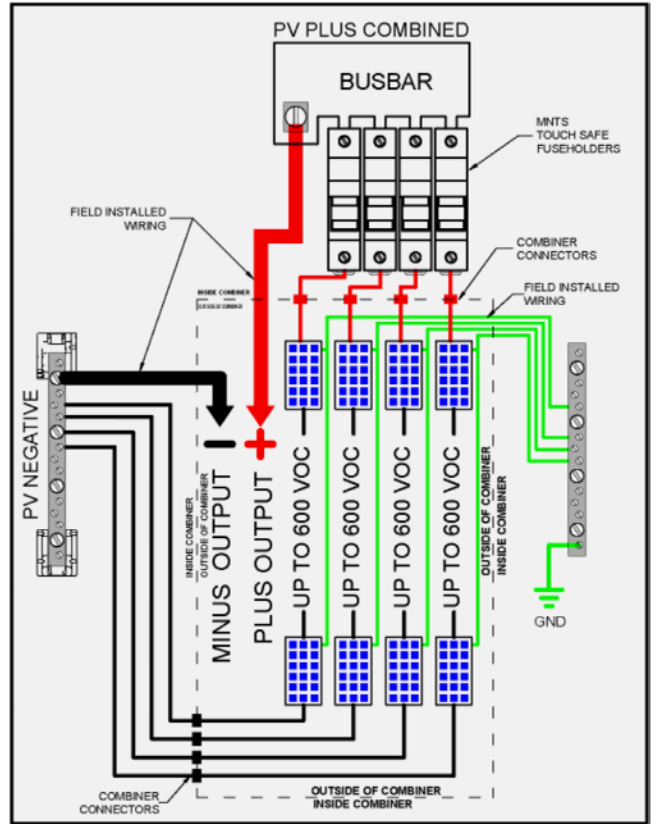 PV PLUS COMBINED
BUSBAR
MNTS
TOUCH SAFE
FUSEHOLDERS
FIELD INSTALLED
WIRING
COMBINER
CONNECTORS
INSIDE COMBINER
FIELD INSTALLED
WIRING
PV NEGATIVE
INSIDE COMBINER
OUTSIDE OF COMBINER
MINUS OUTPUT
PLUS OUTPUT
UP TO 600 VOC
UP TO 600 VOC
UP TO 600 VOC
UP TO 600 VOC
OUTSIDE OF COMBINER
INSIDE COMBINER
GND
OUTSIDE OF COMBINER
INSIDE COMBINER
COMBINER
CONNECTORS